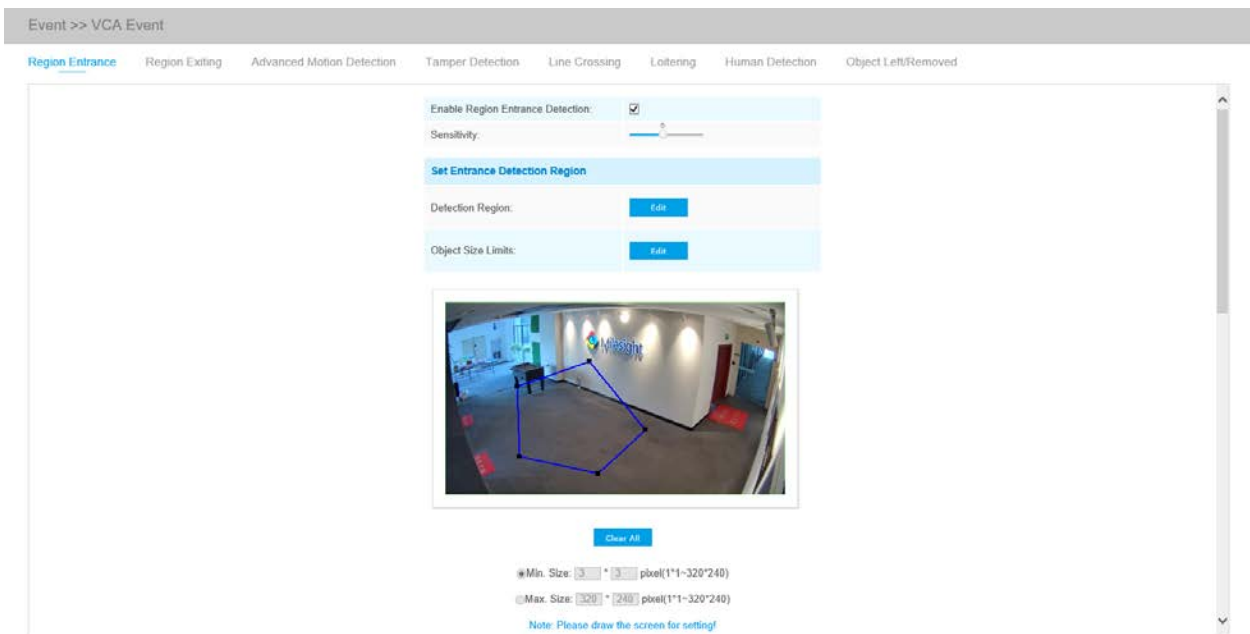 Event >> VCA Event
Region Entrance Region Exiting Advanced Motion Detection Tamper Detection Line Crossing Loitering Human Detection Object Left/Removed
Enable Region Entrance Detection:
Sensitivity:
Set Entrance Detection Region
Detection Region: Edit
Object Size Limits: Edit
Milesight
Clear All
Min. Size: 3 * 3 pixel(1*1~320*240)
Max. Size: 320 * 240 pixel(1*1~320*240)
Note: Please draw the screen for setting!